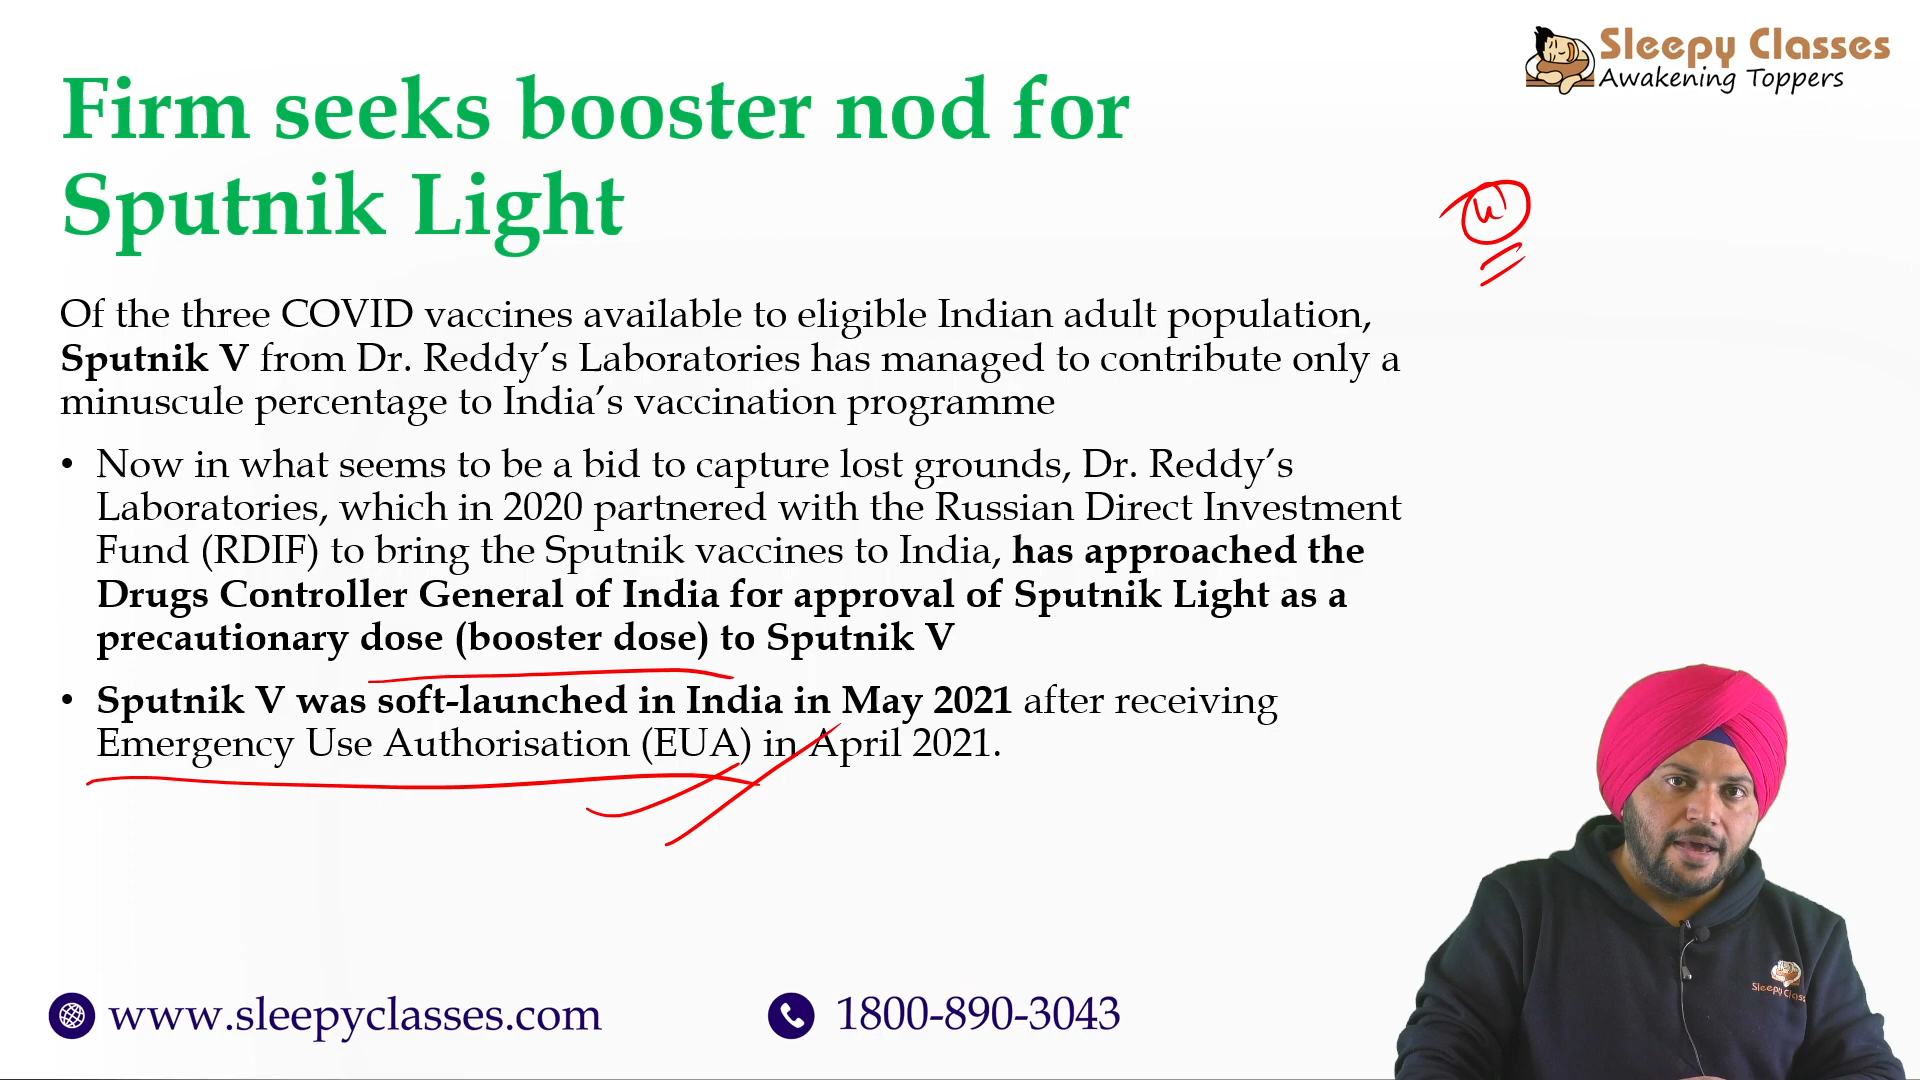 Sleepy Classes
Awakening Toppers
Firm seeks booster nod for
Sputnik Light
Of the three COVID vaccines available to eligible Indian adult population,
Sputnik V from Dr. Reddy’s Laboratories has managed to contribute only a
minuscule percentage to India’s vaccination programme
• Now in what seems to be a bid to capture lost grounds, Dr. Reddy’s
Laboratories, which in 2020 partnered with the Russian Direct Investment
Fund (RDIF) to bring the Sputnik vaccines to India, has approached the
Drugs Controller General of India for approval of Sputnik Light as a
precautionary dose (booster dose) to Sputnik V
• Sputnik V was soft-launched in India in May 2021 after receiving
Emergency Use Authorisation (EUA) in April 2021.
www.sleepyclasses.com
1800-890-3043